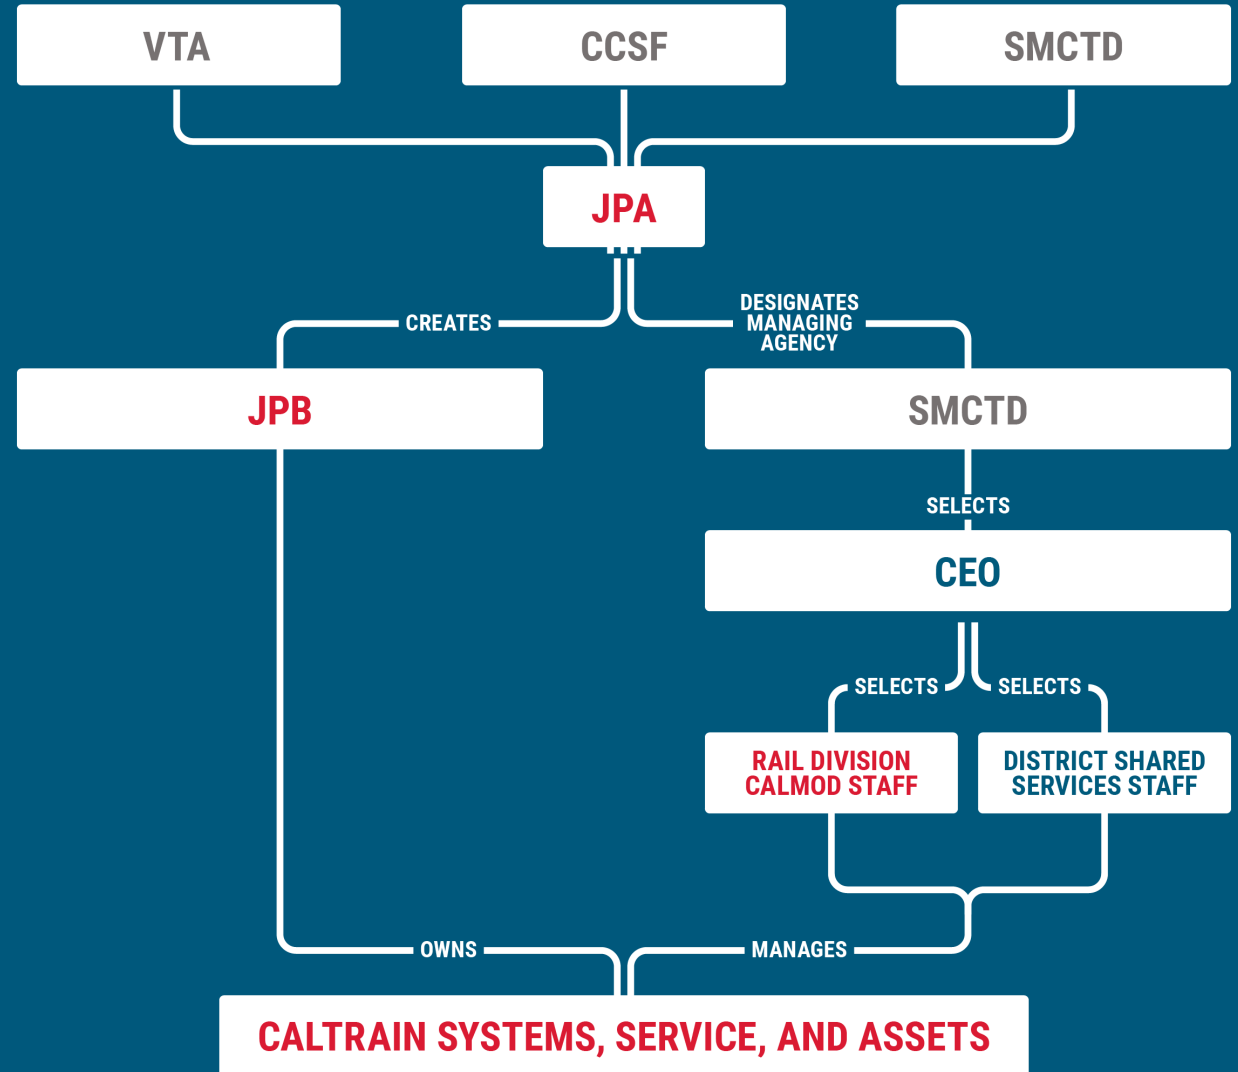 VTA
CCSF
SMCTD
JPA
CREATES
DESIGNATES
MANAGING
AGENCY
JPB
SMCTD
SELECTS
CEO
SELECTS
SELECTS
RAIL DIVISION
CALMOD STAFF
DISTRICT SHARED
SERVICES STAFF
OWNS
MANAGES
CALTRAIN SYSTEMS, SERVICE, AND ASSETS